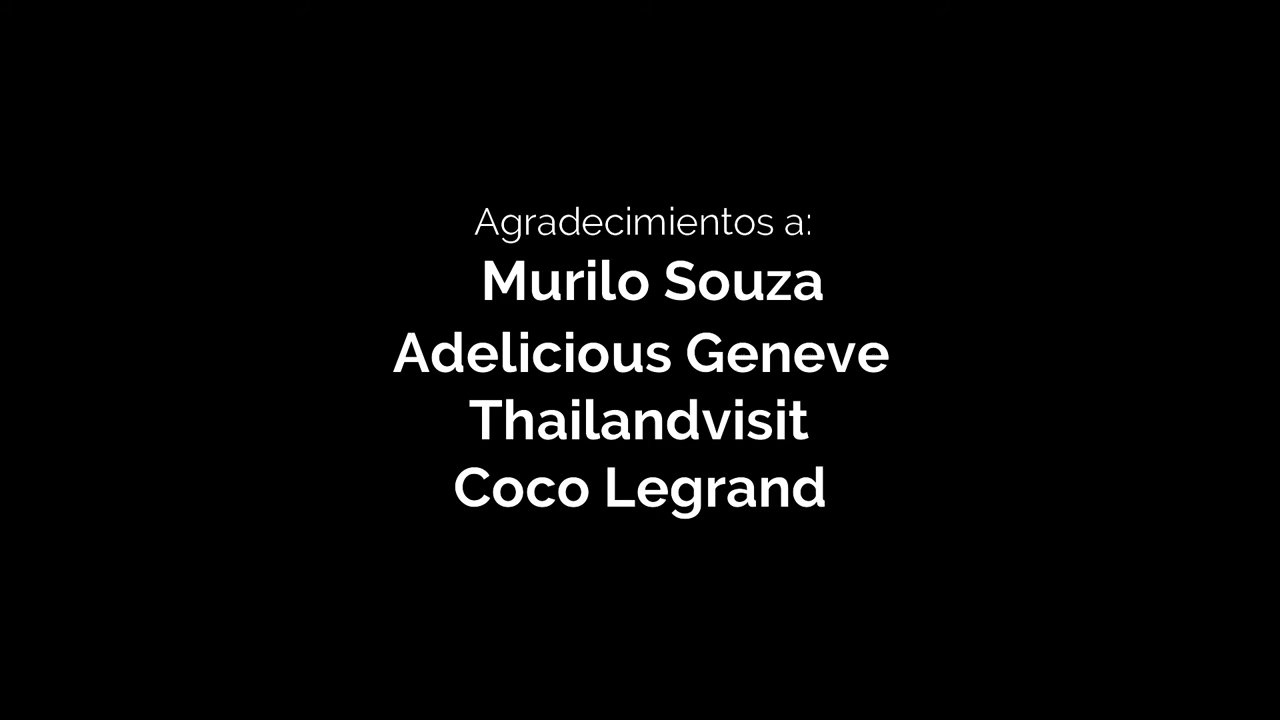 Agradecimientos a:
Murilo Souza
Adelicious Geneve
Thailandvisit
Coco Legrand